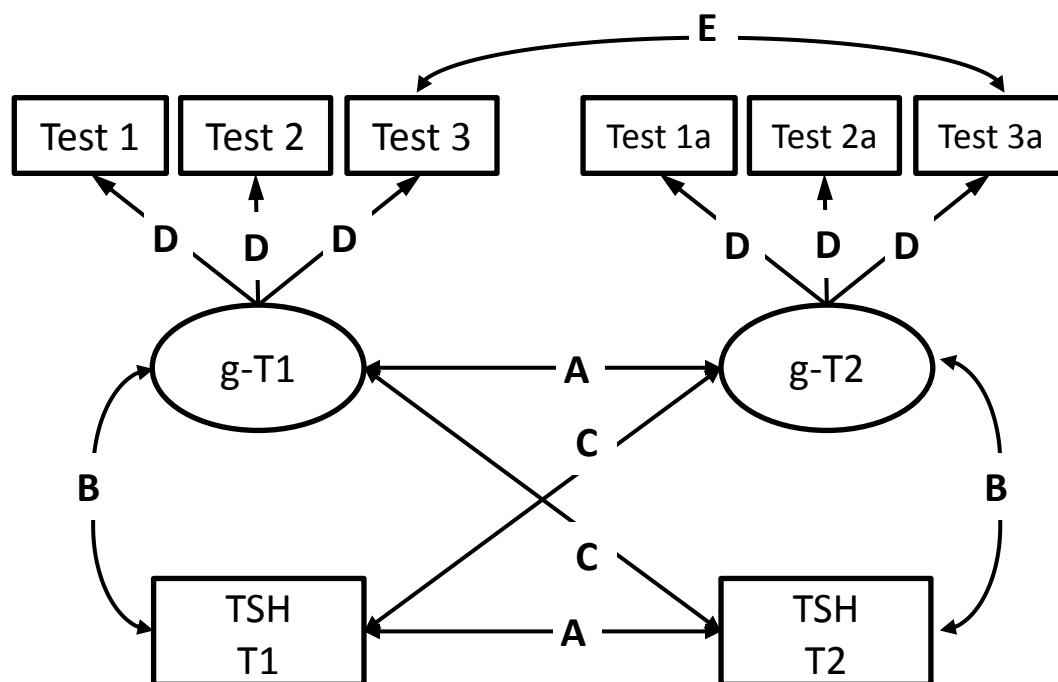 E
Test 1 Test 2 Test 3 Test 1a Test 2a Test 3a
D D D D D D
g-T1 A g-T2
C
B B
C
TSH TSH
A
T1 T2